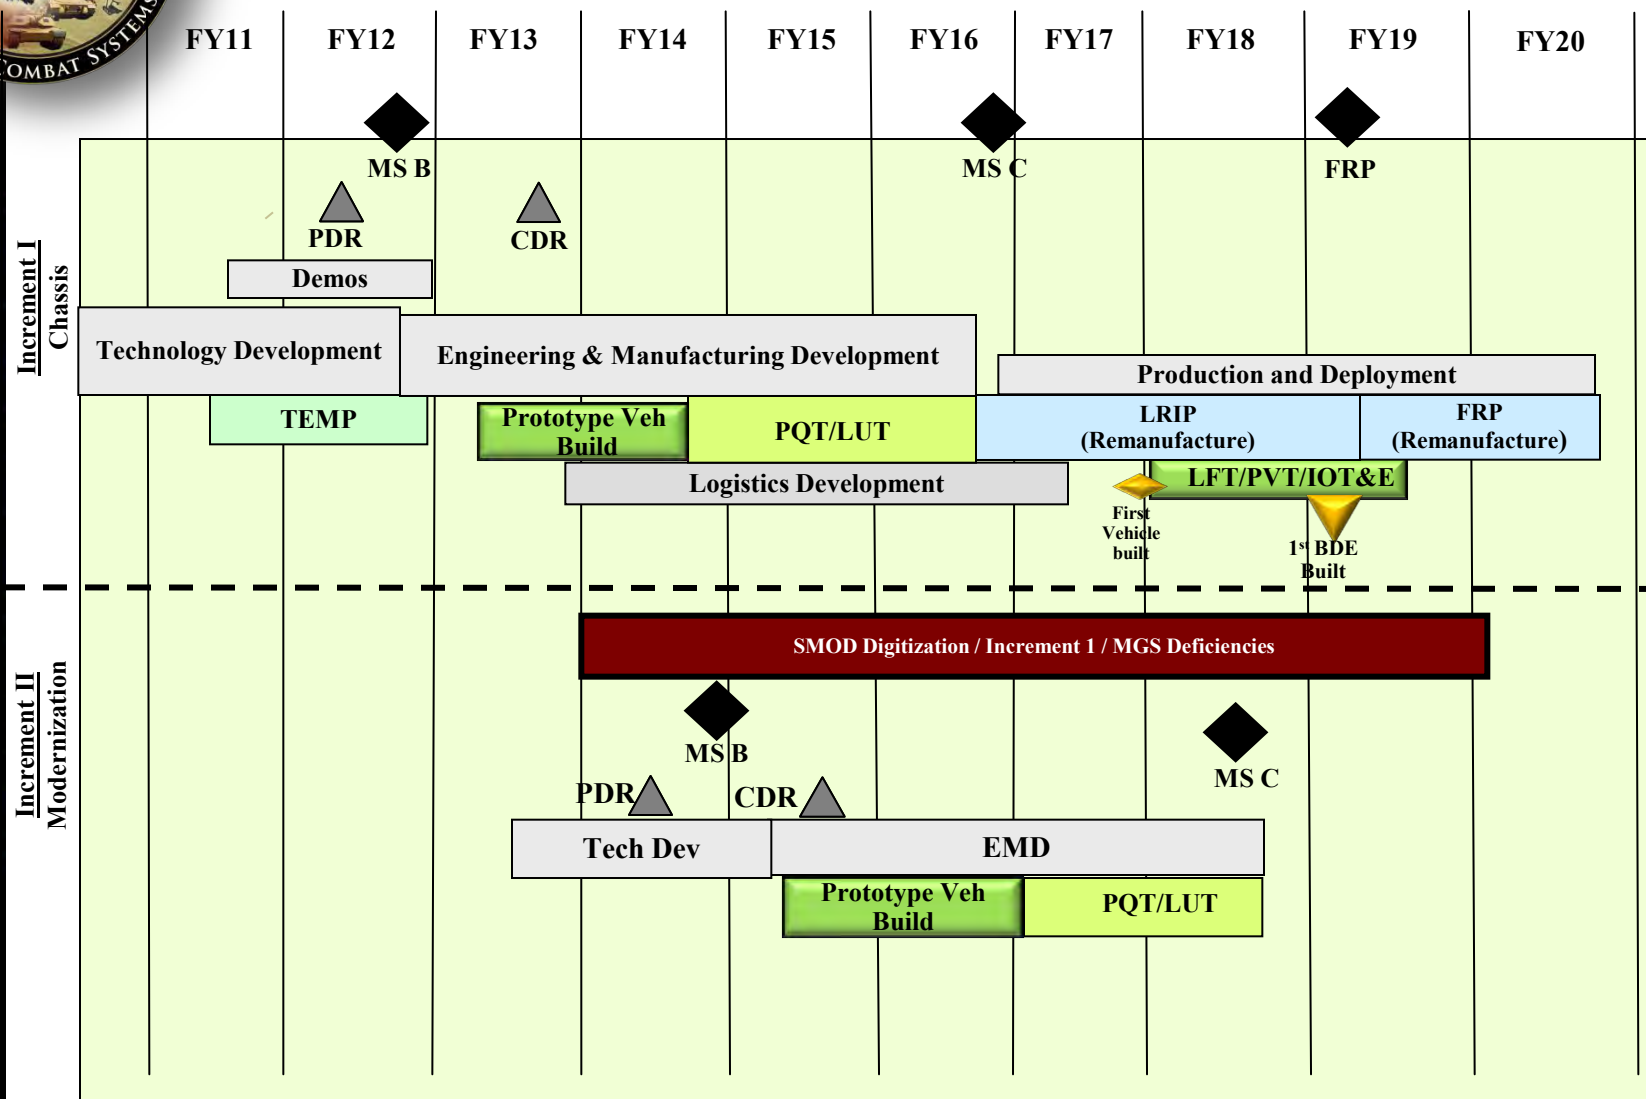 COMBAT SYSTEMS
FY11
FY12
FY13
FY14
FY15
FY16
FY17
FY18
FY19
FY20
MS B
MS C
FRP
Increment I
Chassis
PDR
CDR
Demos
Technology Development
Engineering & Manufacturing Development
Production and Deployment
TEMP
Prototype Veh
Build
PQT/LUT
LRIP
(Remanufacture)
FRP
(Remanufacture)
Logistics Development
LFT/PVT/IOT&E
First
Vehicle
built
1st BDE
Built
Increment II
Modernization
SMOD Digitization / Increment 1 / MGS Deficiencies
MS B
MS C
PDR
CDR
Tech Dev
EMD
Prototype Veh
Build
PQT/LUT